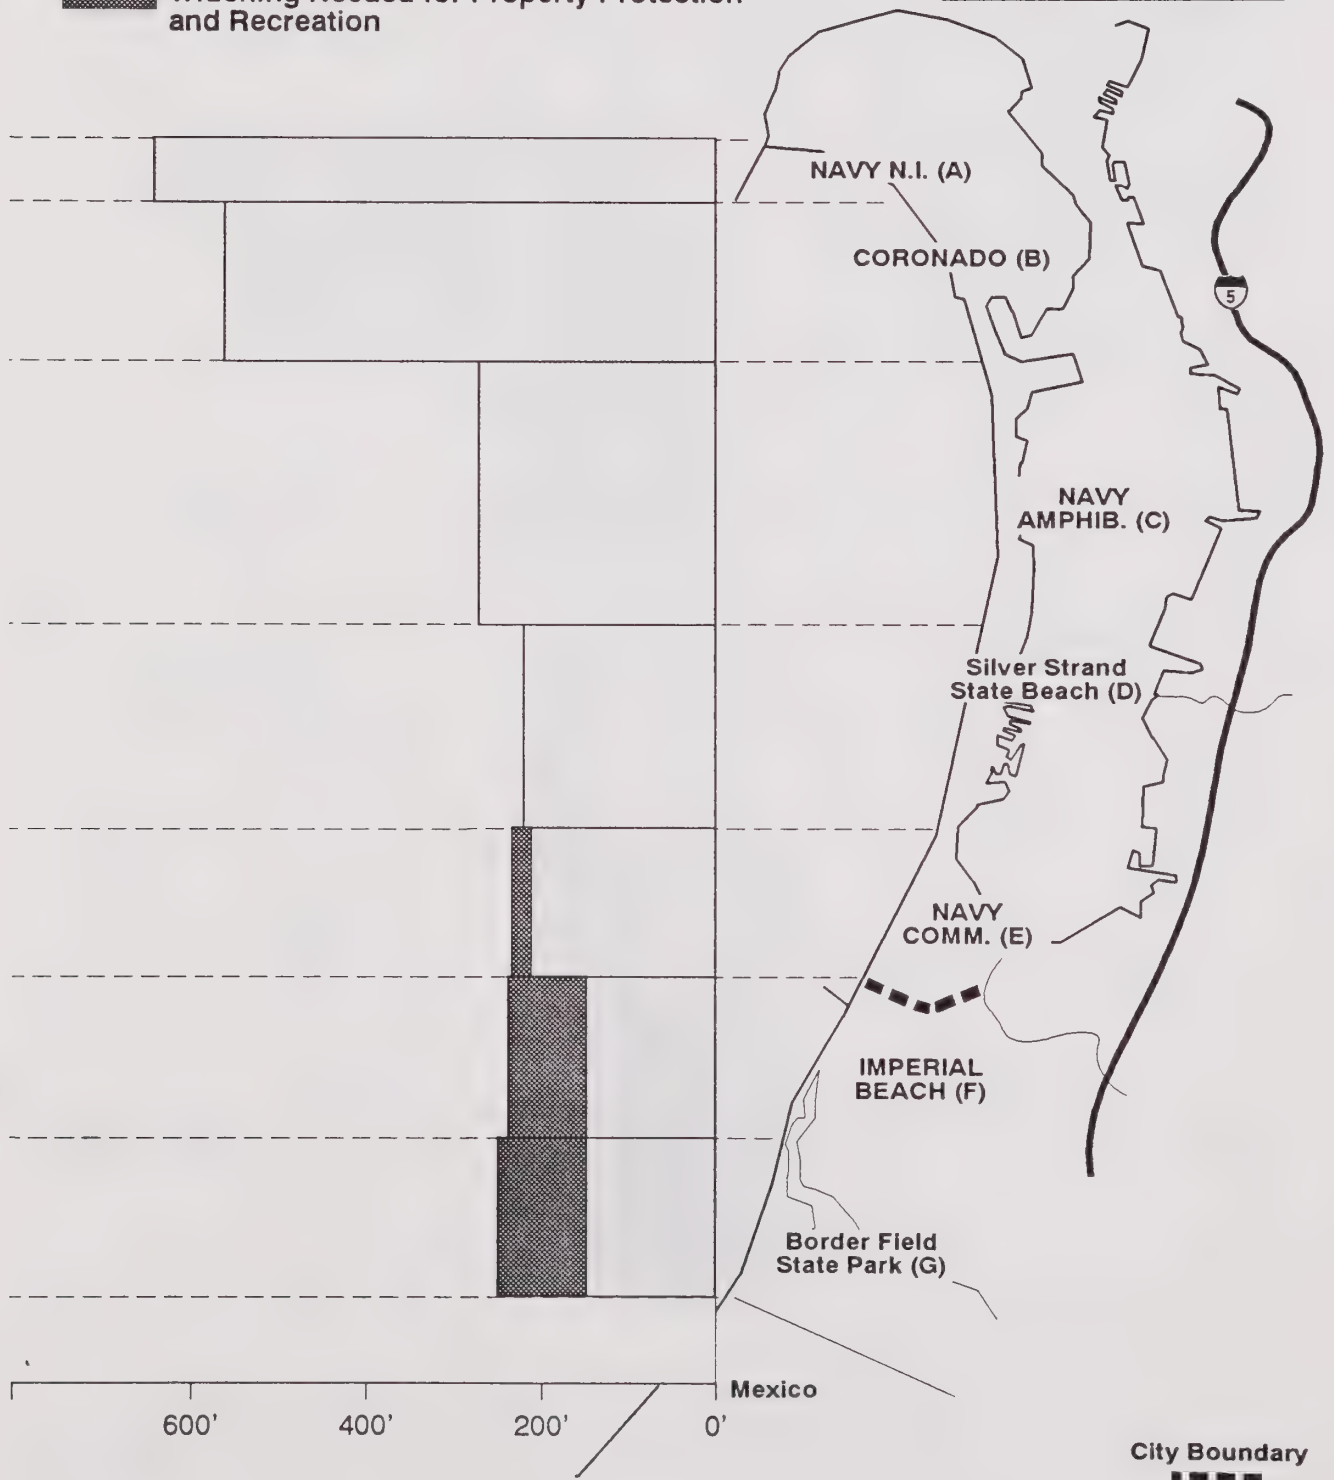 and Recreation
NAVY N.I. (A)
CORONADO (B)
5
NAVY
AMPHIB. (C)
Silver Strand
State Beach (D)
NAVY
COMM. (E)
IMPERIAL
BEACH (F)
Border Field
State Park (G)
Mexico
600'
400'
200'
0'
City Boundary